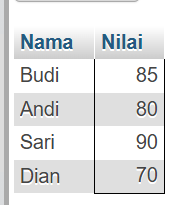 Nama Nilai
Budi 85
Andi 80
Sari 90
Dian 70